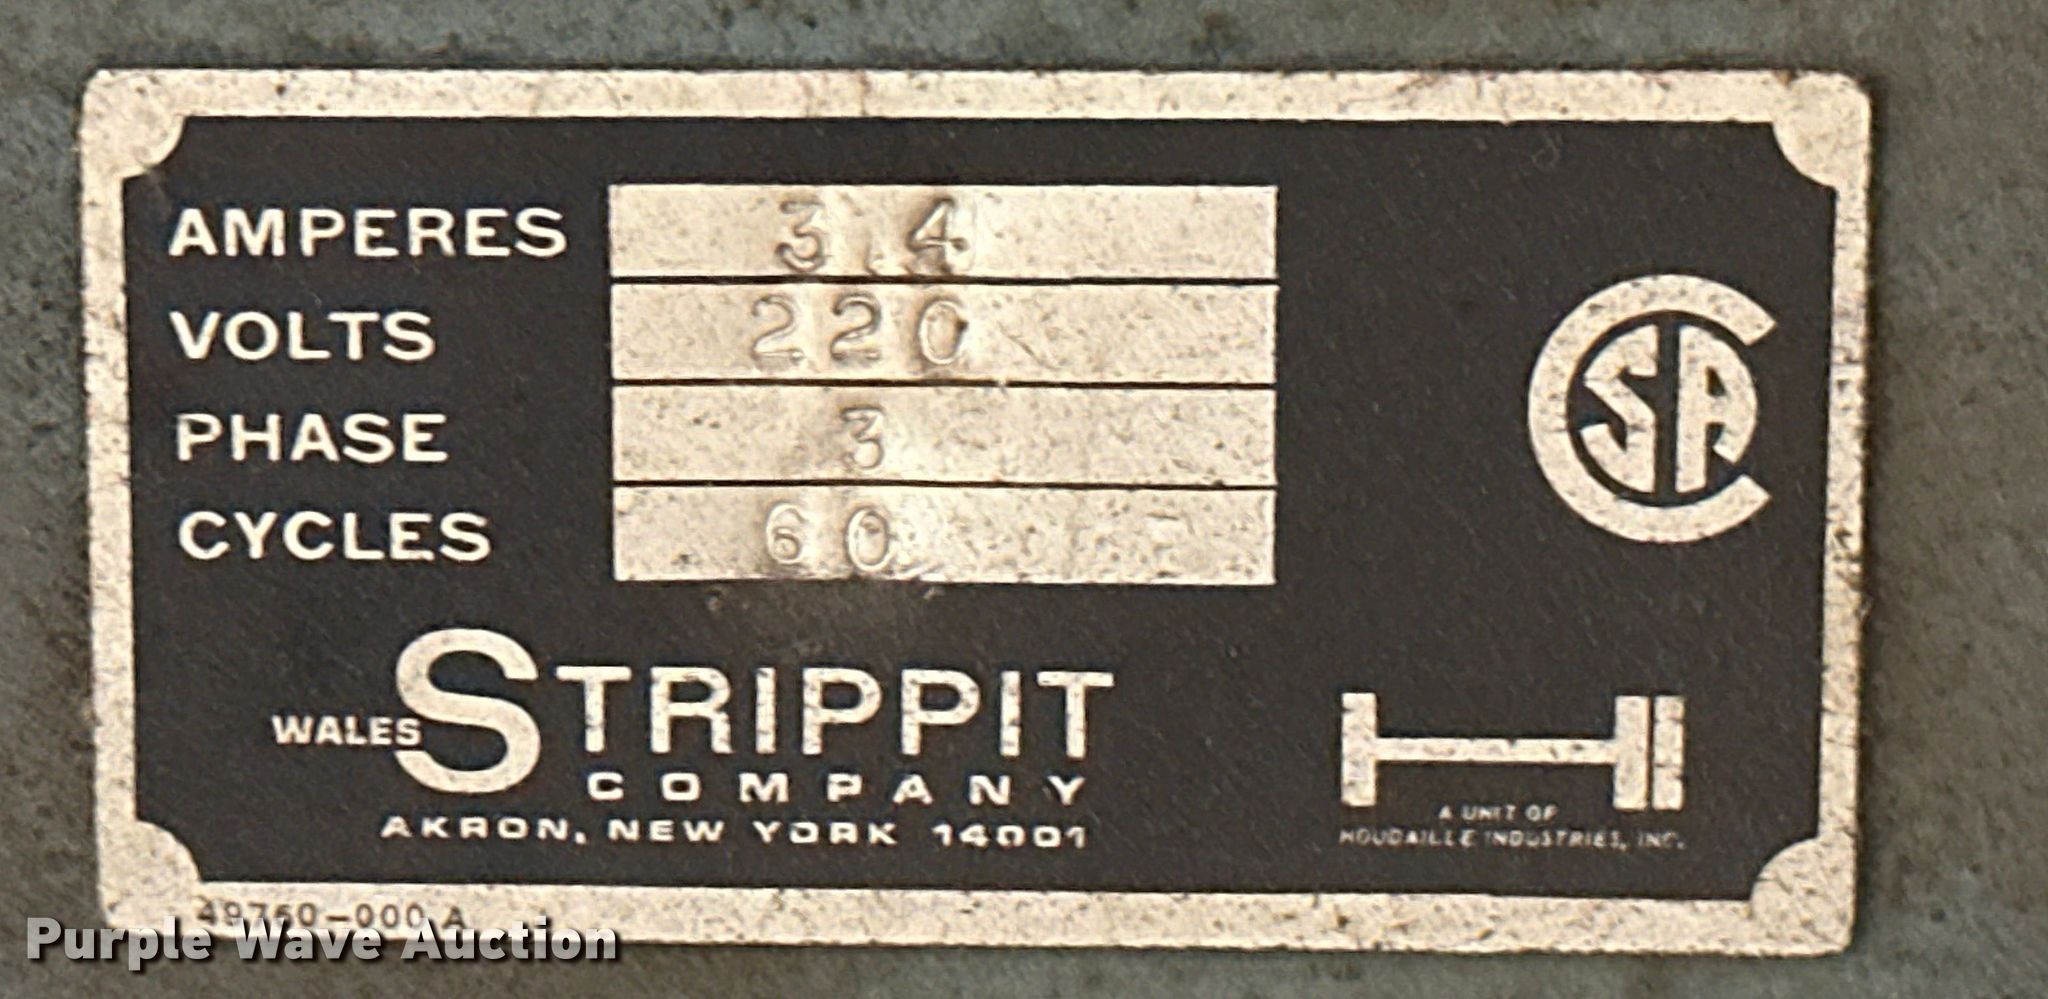 AMPERES 3.4
VOLTS 220
PHASE 3
CYCLES 60
CSA
WALES STRIPPIT
COMPANY
AKRON, NEW YORK 14001
A UNIT OF
HOUDAILLE INDUSTRIES, INC.
49760-000 A
Purple Wave Auction